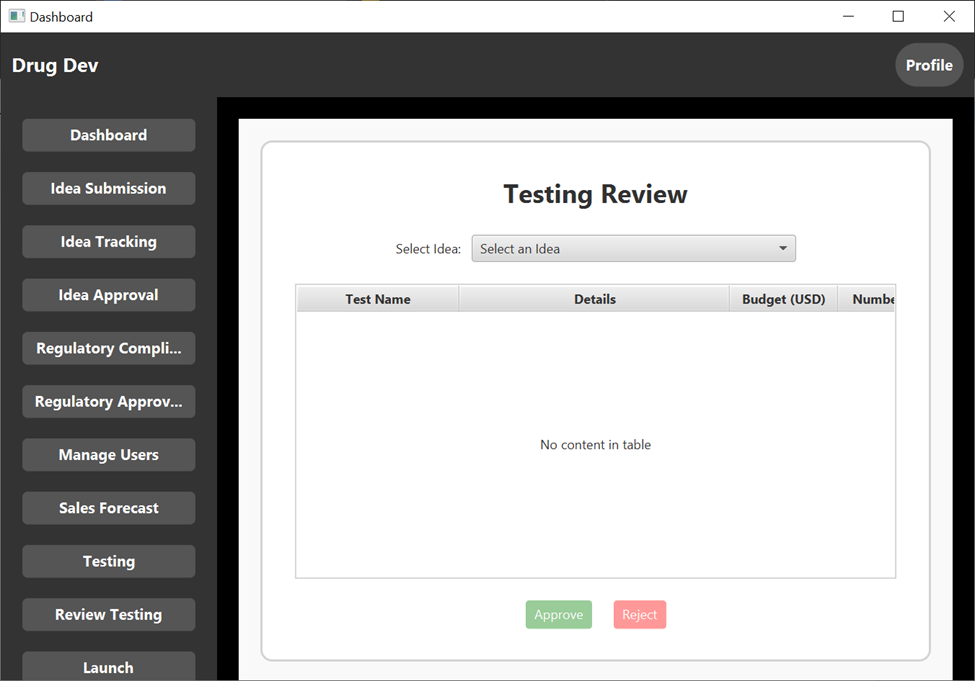 Dashboard
Drug Dev
Profile
Dashboard
Idea Submission
Idea Tracking
Idea Approval
Regulatory Compli...
Regulatory Approv...
Manage Users
Sales Forecast
Testing
Review Testing
Launch
Testing Review
Select Idea: Select an Idea
Test Name Details Budget (USD) Numbe
No content in table
Approve Reject